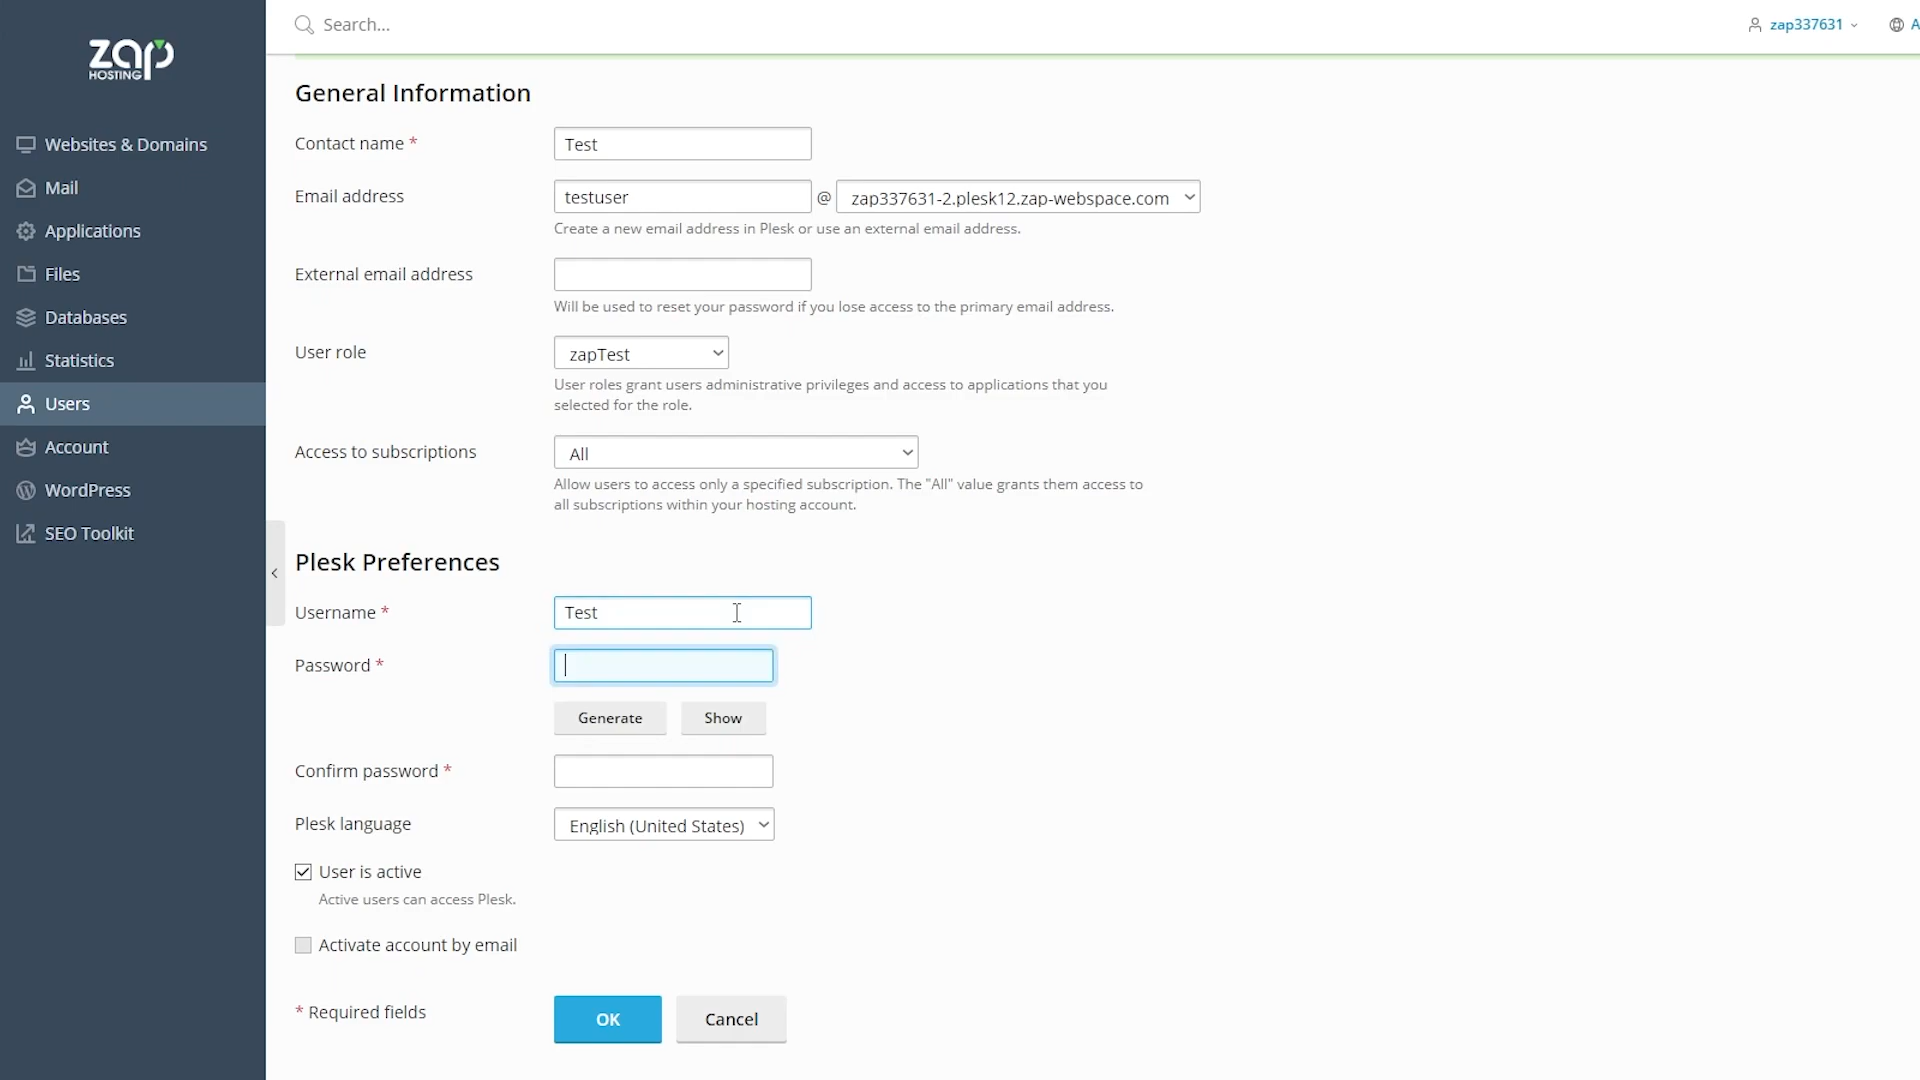 zap
HOSTING
Search...
zap337631
A
Websites & Domains
Mail
Applications
Files
Databases
Statistics
Users
Account
WordPress
SEO Toolkit
General Information
Contact name *
Test
Email address
testuser
@
zap337631-2.plesk12.zap-webspace.com
Create a new email address in Plesk or use an external email address.
External email address
Will be used to reset your password if you lose access to the primary email address.
User role
zapTest
User roles grant users administrative privileges and access to applications that you
selected for the role.
Access to subscriptions
All
Allow users to access only a specified subscription. The "All" value grants them access to
all subscriptions within your hosting account.
Plesk Preferences
Username *
Test
Password *
Generate
Show
Confirm password *
Plesk language
English (United States)
User is active
Active users can access Plesk.
Activate account by email
* Required fields
OK
Cancel